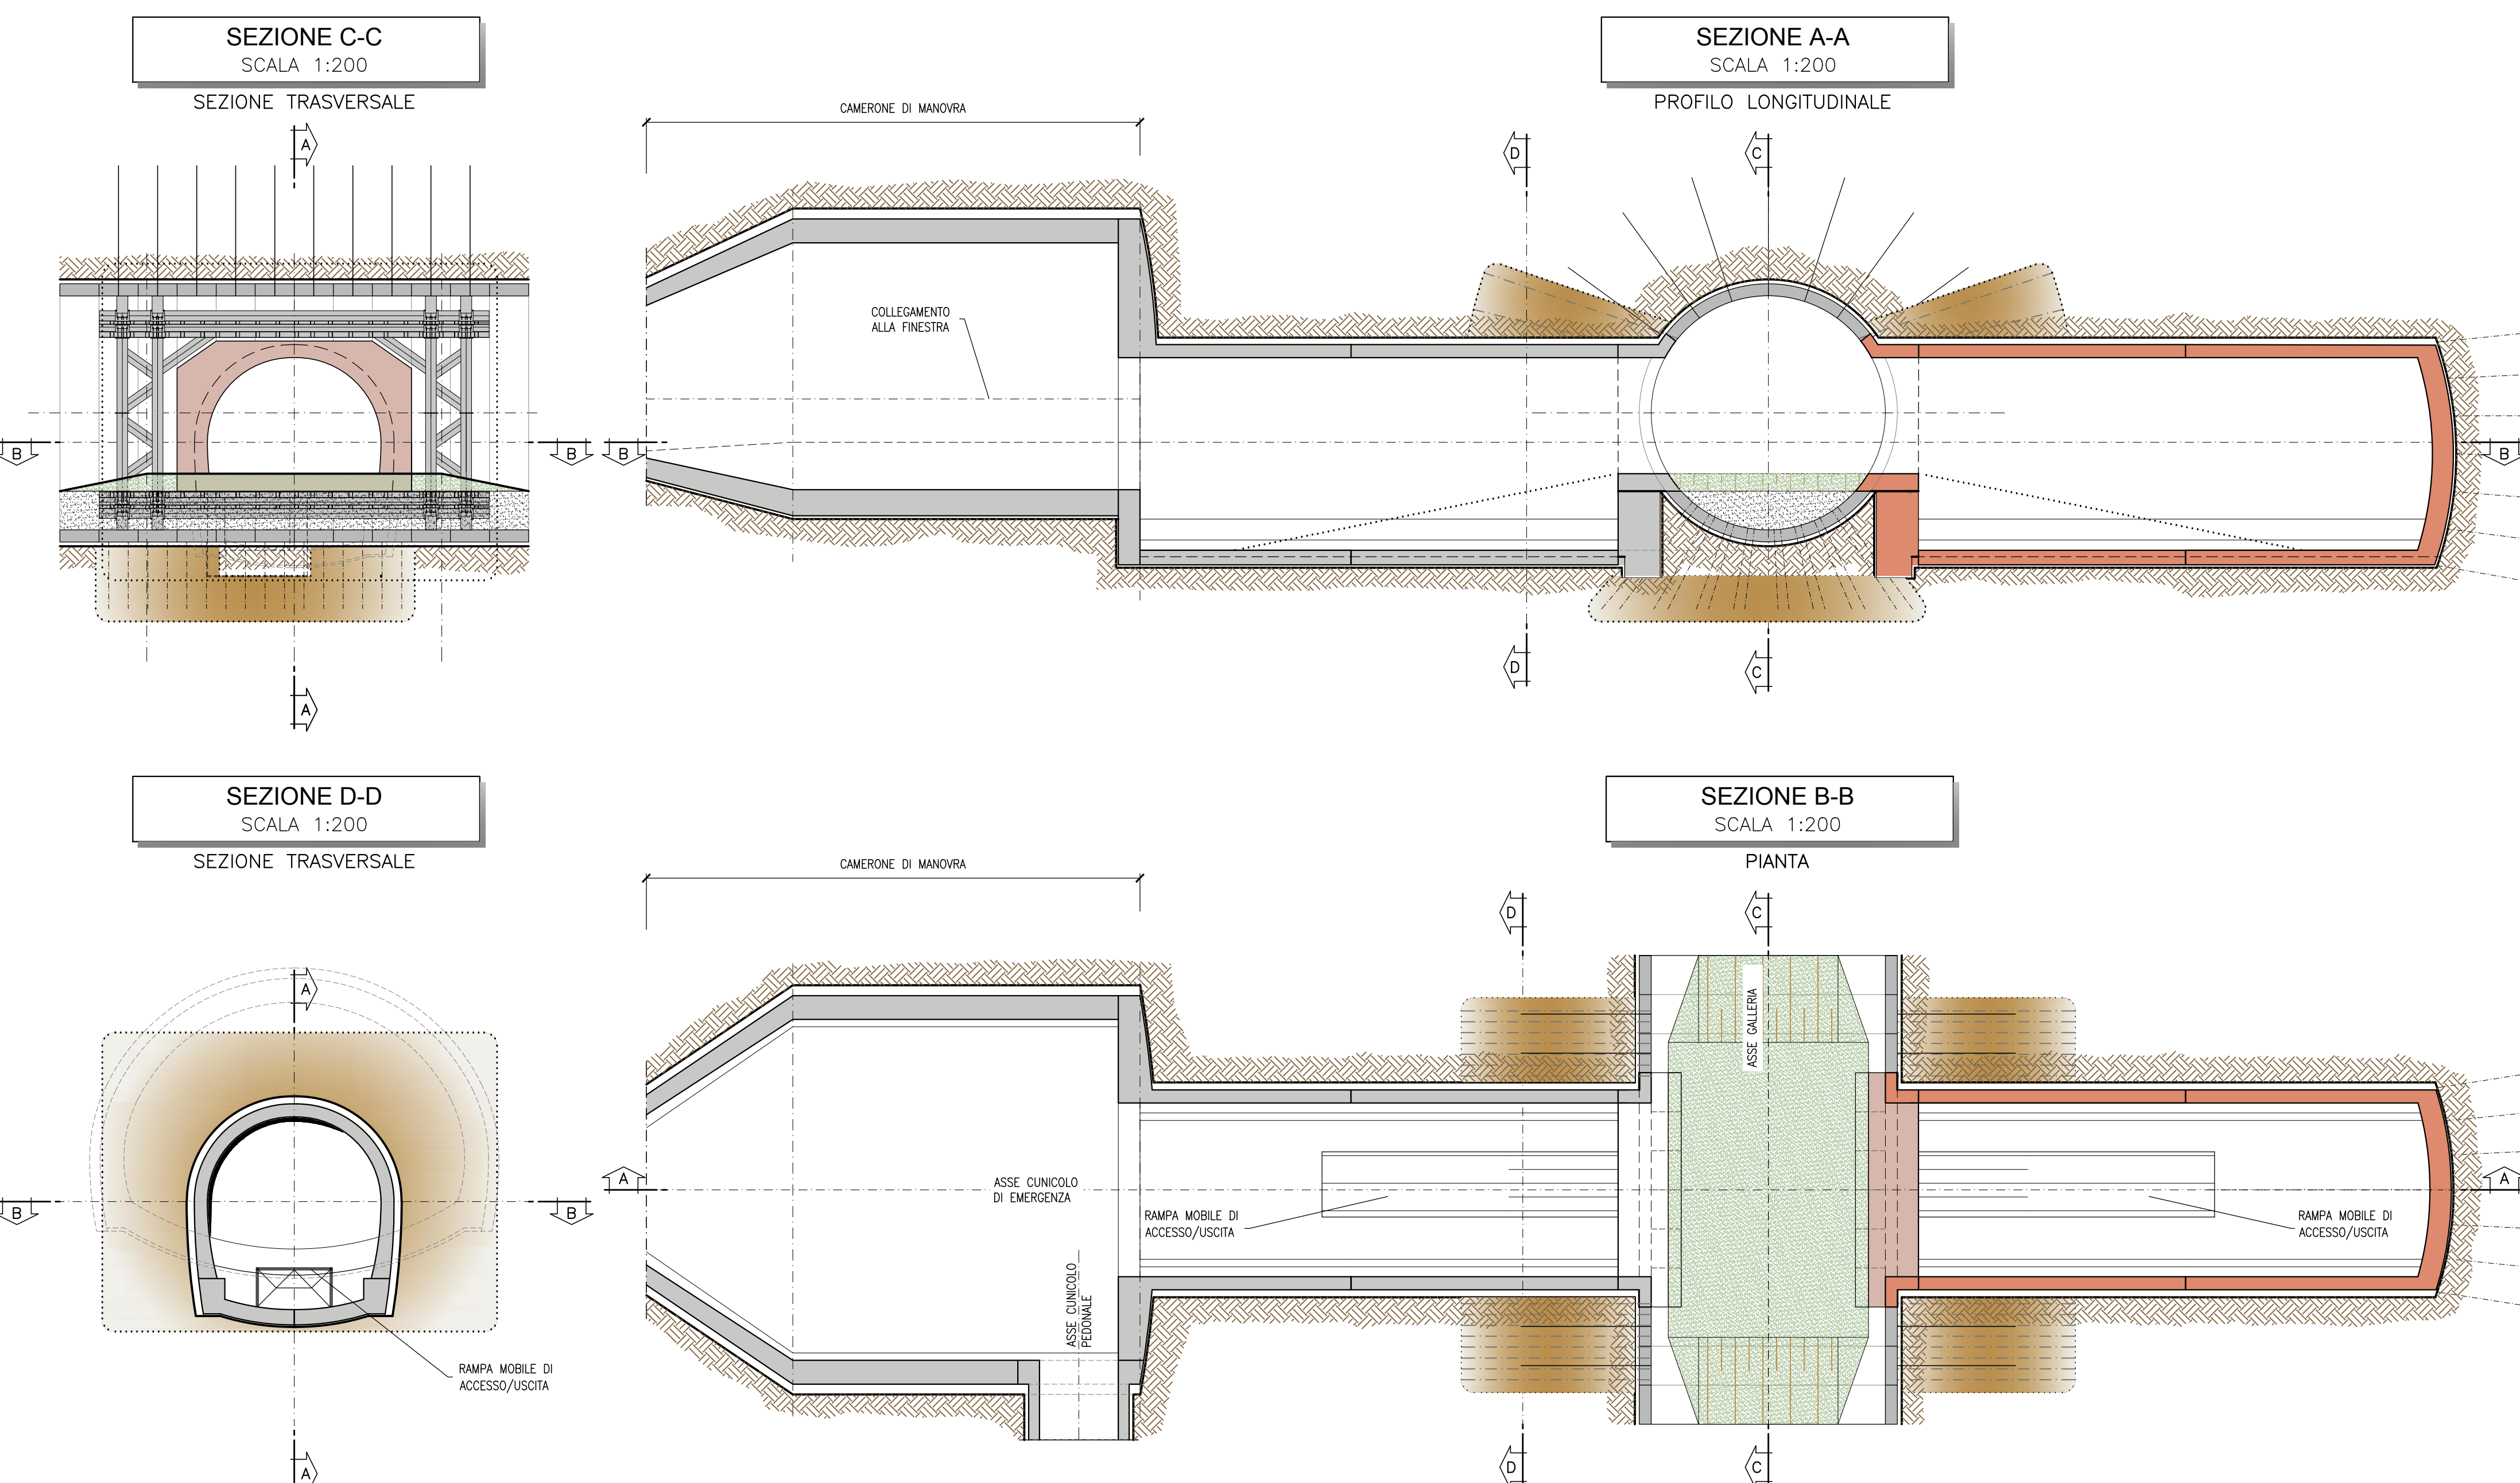 SEZIONE C-C
SCALA 1:200
SEZIONE TRASVERSALE
A
B
B
A
SEZIONE A-A
SCALA 1:200
PROFILO LONGITUDINALE
CAMERONE DI MANOVRA
D
C
COLLEGAMENTO
ALLA FINESTRA
B
B
D
C
SEZIONE D-D
SCALA 1:200
SEZIONE TRASVERSALE
A
B
B
RAMPA MOBILE DI
ACCESSO/USCITA
A
SEZIONE B-B
SCALA 1:200
PIANTA
CAMERONE DI MANOVRA
D
C
ASSE GALLERIA
A
ASSE CUNICOLO
DI EMERGENZA
A
RAMPA MOBILE DI
ACCESSO/USCITA
RAMPA MOBILE DI
ACCESSO/USCITA
ASSE CUNICOLO
PEDONALE
D
C